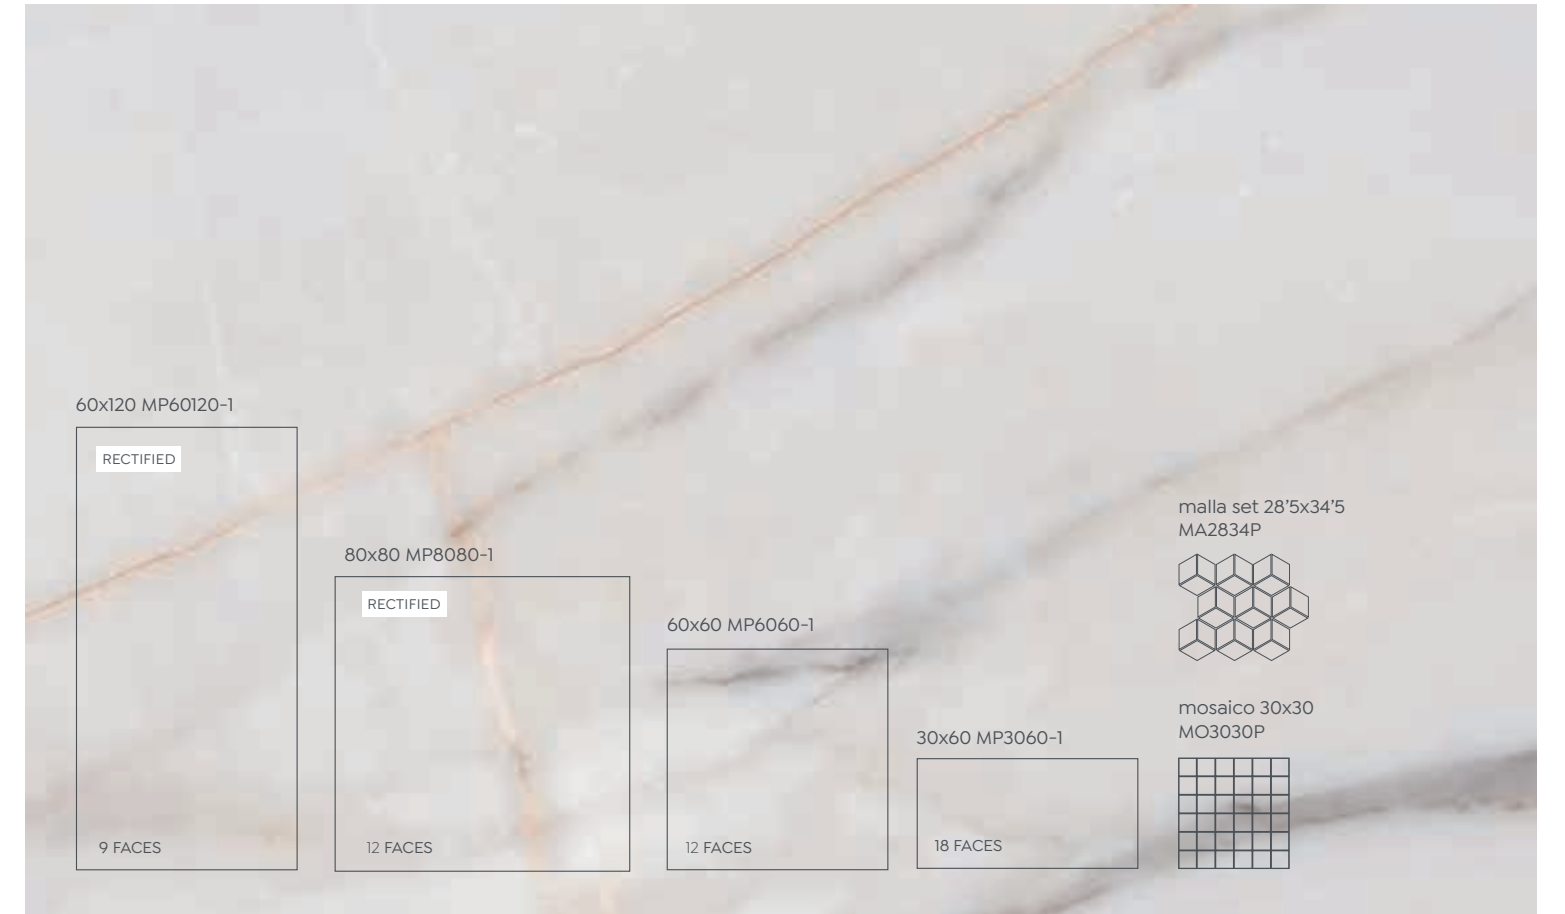 60x120 MP60120-1
RECTIFIED
9 FACES
80x80 MP8080-1
RECTIFIED
12 FACES
60x60 MP6060-1
12 FACES
30x60 MP3060-1
18 FACES
malla set 28'5x34'5
MA2834P
mosaico 30x30
MO3030P